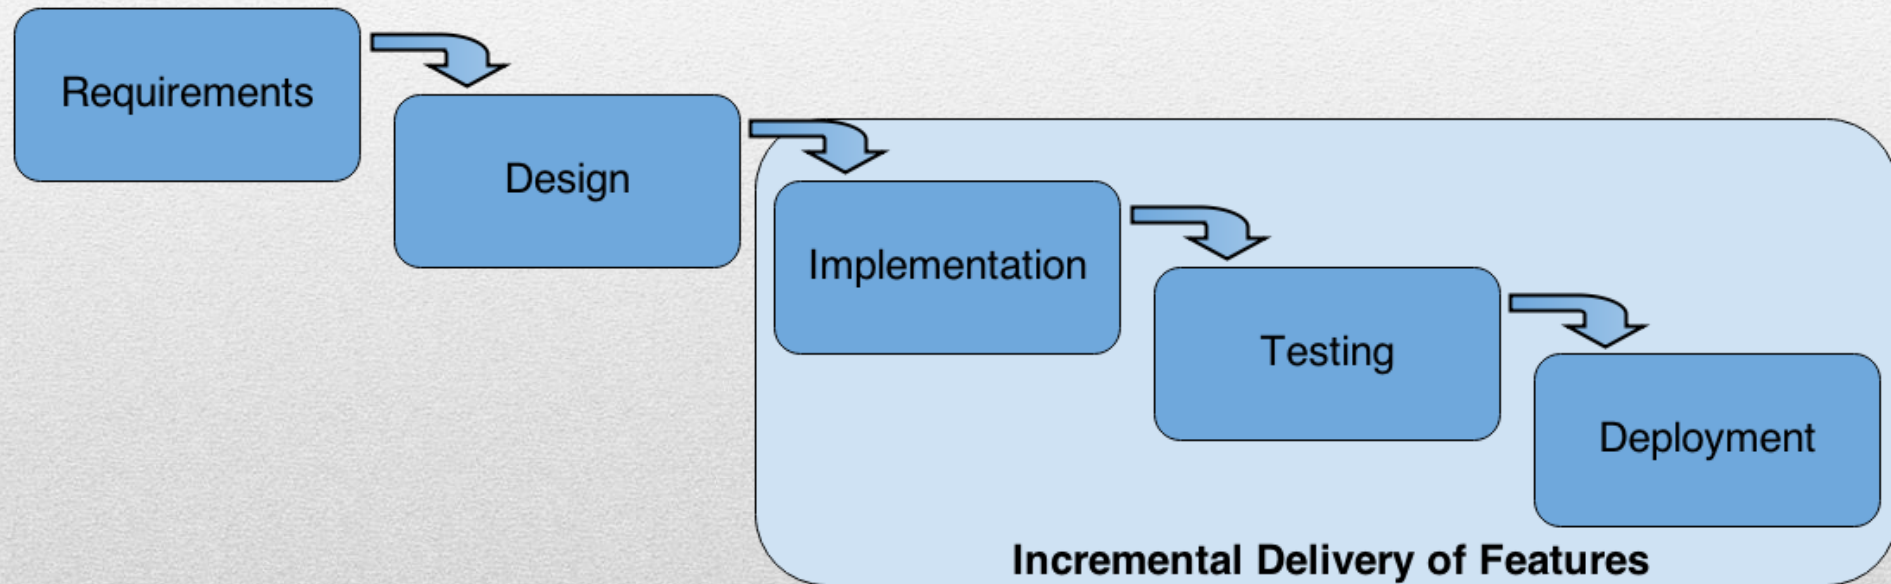 Requirements
Design
Implementation
Testing
Deployment
Incremental Delivery of Features